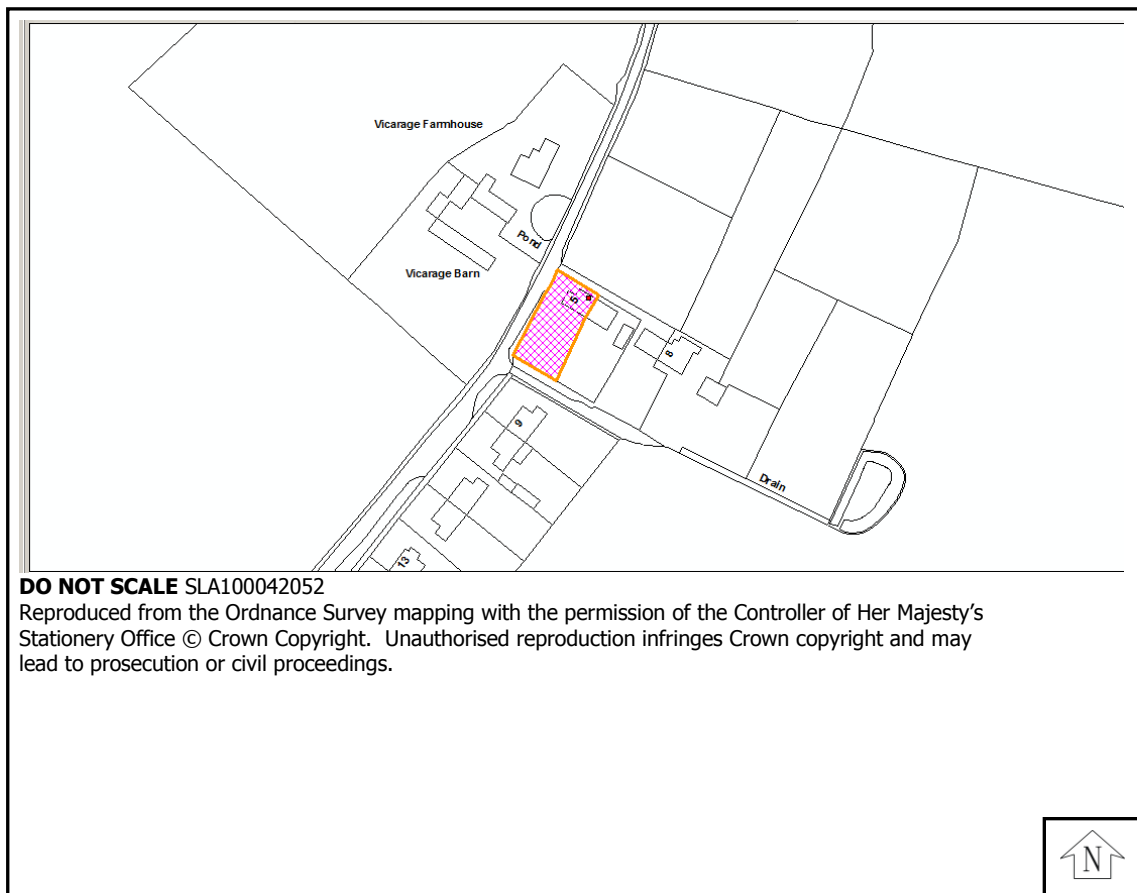 Vicarage Farmhouse
Pond
Vicarage Barn
5
8
9
Drain
13
DO NOT SCALE SLA100042052
Reproduced from the Ordnance Survey mapping with the permission of the Controller of Her Majesty's
Stationery Office © Crown Copyright. Unauthorised reproduction infringes Crown copyright and may
lead to prosecution or civil proceedings.
N